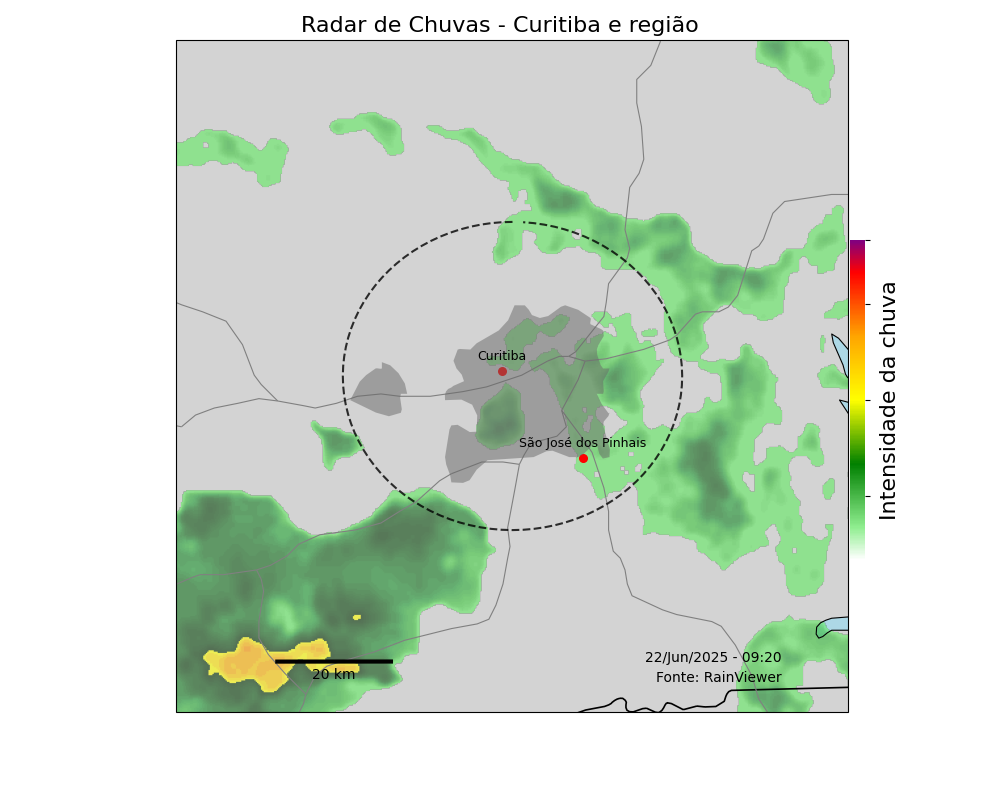 Radar de Chuvas - Curitiba e região
Curitiba
São José dos Pinhais
Intensidade da chuva
22/Jun/2025 - 09:20
Fonte: RainViewer
20 km